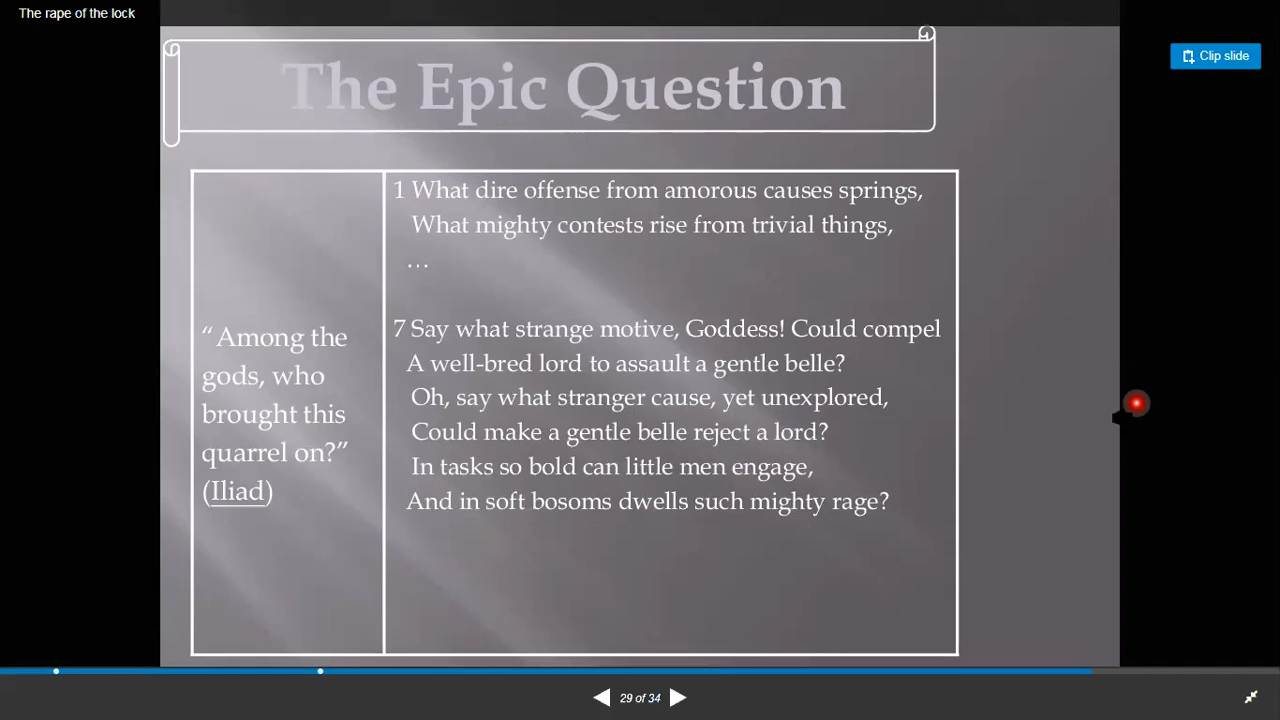 The rape of the lock
Clip slide
The Epic Question
“Among the
gods, who
brought this
quarrel on?”
(Iliad)
1 What dire offense from amorous causes springs,
What mighty contests rise from trivial things,
…
7 Say what strange motive, Goddess! Could compel
A well-bred lord to assault a gentle belle?
Oh, say what stranger cause, yet unexplored,
Could make a gentle belle reject a lord?
In tasks so bold can little men engage,
And in soft bosoms dwells such mighty rage?
29 of 34